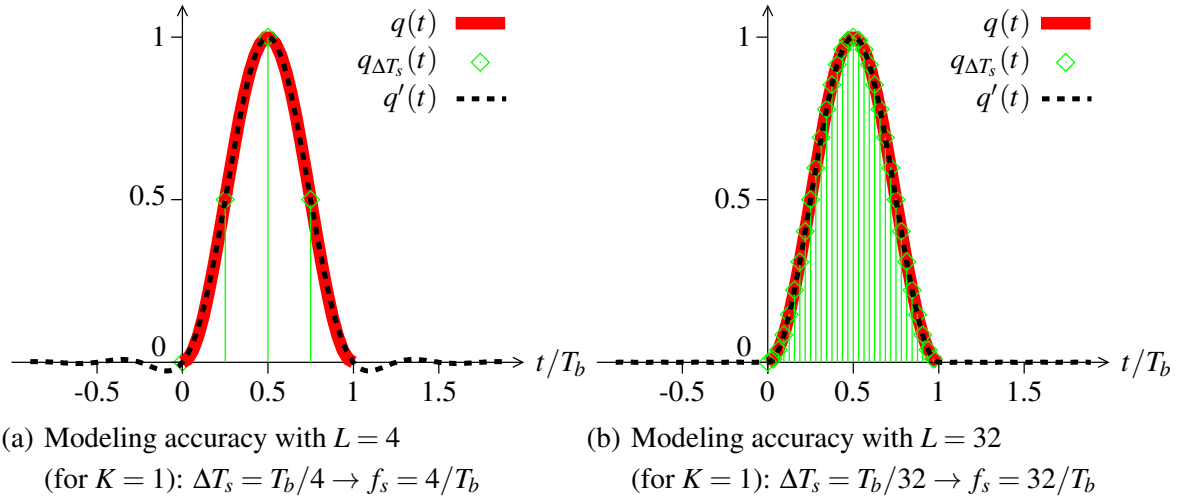 q(t)
q_{ΔT_s}(t)
q′(t)
1
0.5
0
t/T_b
-0.5 0 0.5 1 1.5
(a) Modeling accuracy with L = 4
(for K = 1): ΔT_s = T_b/4 → f_s = 4/T_b
q(t)
q_{ΔT_s}(t)
q′(t)
1
0.5
0
t/T_b
-0.5 0 0.5 1 1.5
(b) Modeling accuracy with L = 32
(for K = 1): ΔT_s = T_b/32 → f_s = 32/T_b